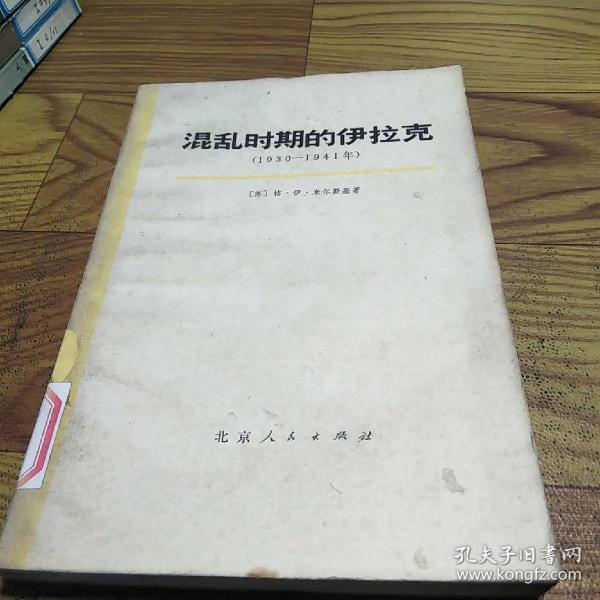 混乱时期的伊拉克
(1930—1941年)
〔苏〕格·伊·米尔斯基著
北京人民出版社
孔夫子旧书网
www.kongfz.com